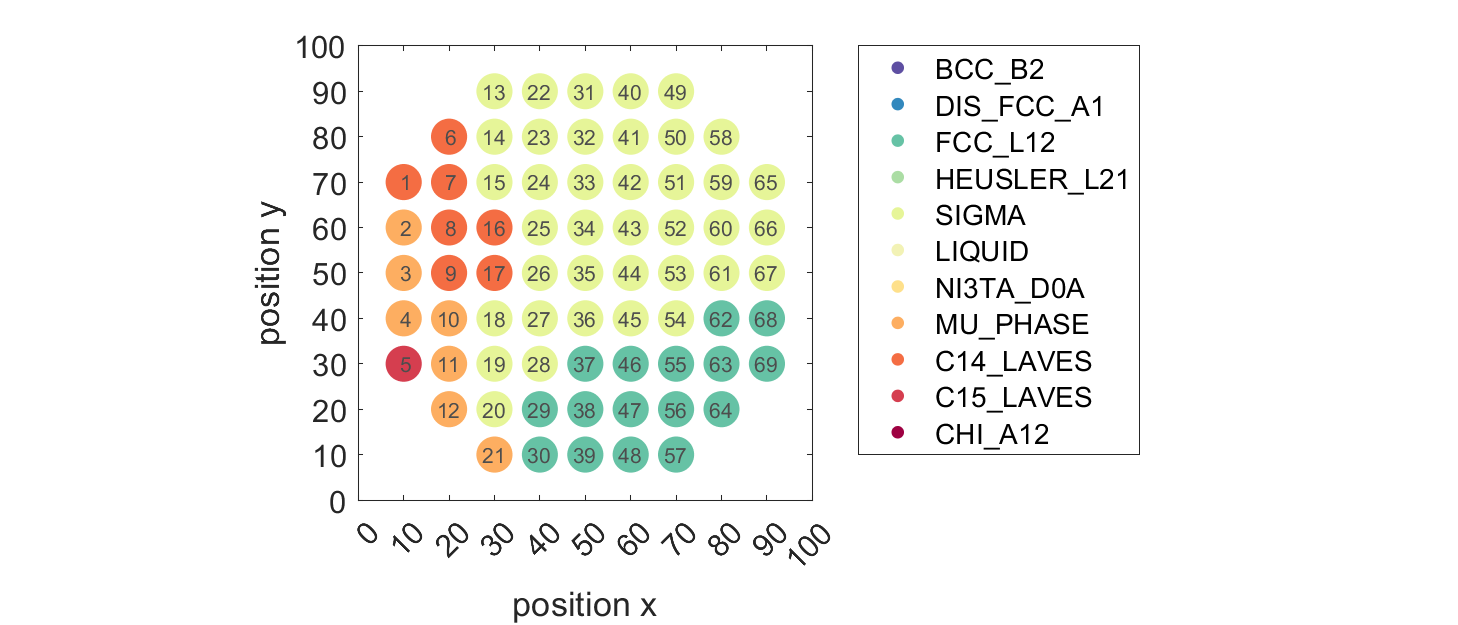 100
90
80
70
60
50
40
30
20
10
0
position y
13 22 31 40 49
6 14 23 32 41 50 58
1 7 15 24 33 42 51 59 65
2 8 16 25 34 43 52 60 66
3 9 17 26 35 44 53 61 67
4 10 18 27 36 45 54 62 68
5 11 19 28 37 46 55 63 69
12 20 29 38 47 56 64
21 30 39 48 57
0 10 20 30 40 50 60 70 80 90 100
position x
BCC_B2
DIS_FCC_A1
FCC_L12
HEUSLER_L21
SIGMA
LIQUID
NI3TA_D0A
MU_PHASE
C14_LAVES
C15_LAVES
CHI_A12